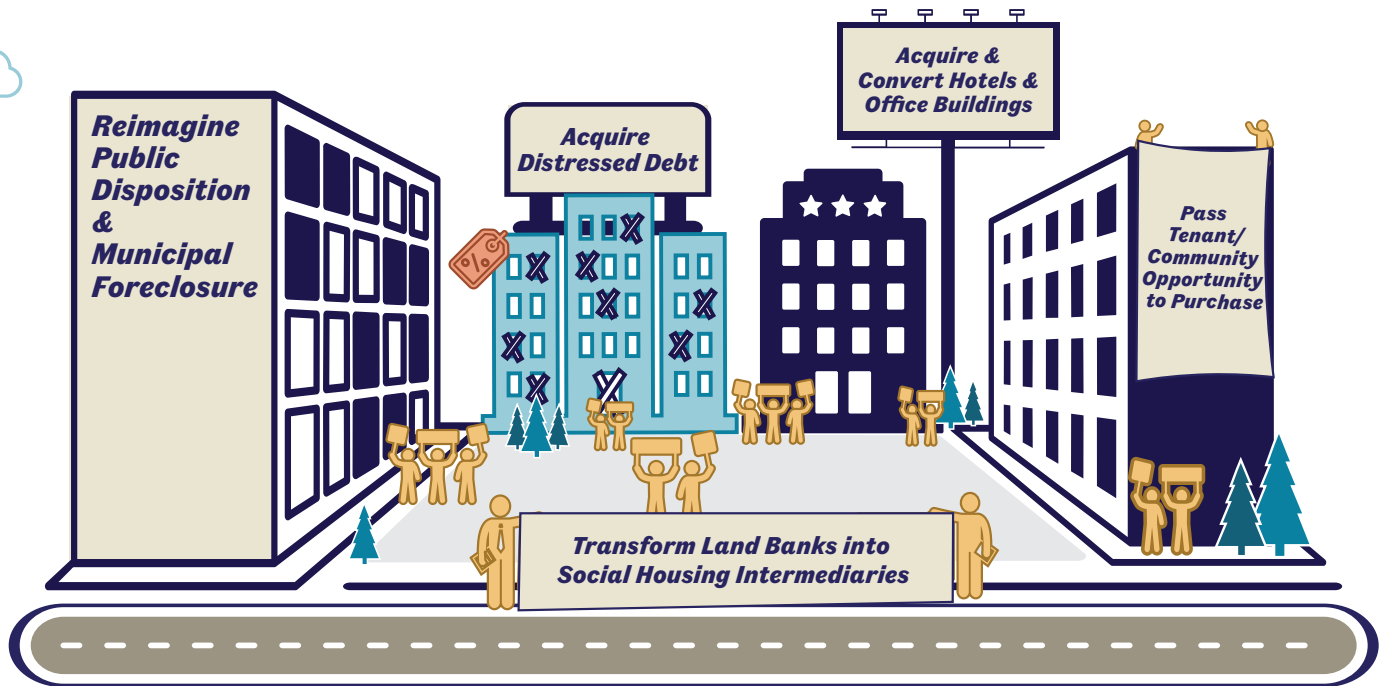 Reimagine
Public
Disposition
&
Municipal
Foreclosure
Acquire
Distressed Debt
%
Acquire &
Convert Hotels &
Office Buildings
Pass
Tenant/
Community
Opportunity
to Purchase
Transform Land Banks into
Social Housing Intermediaries